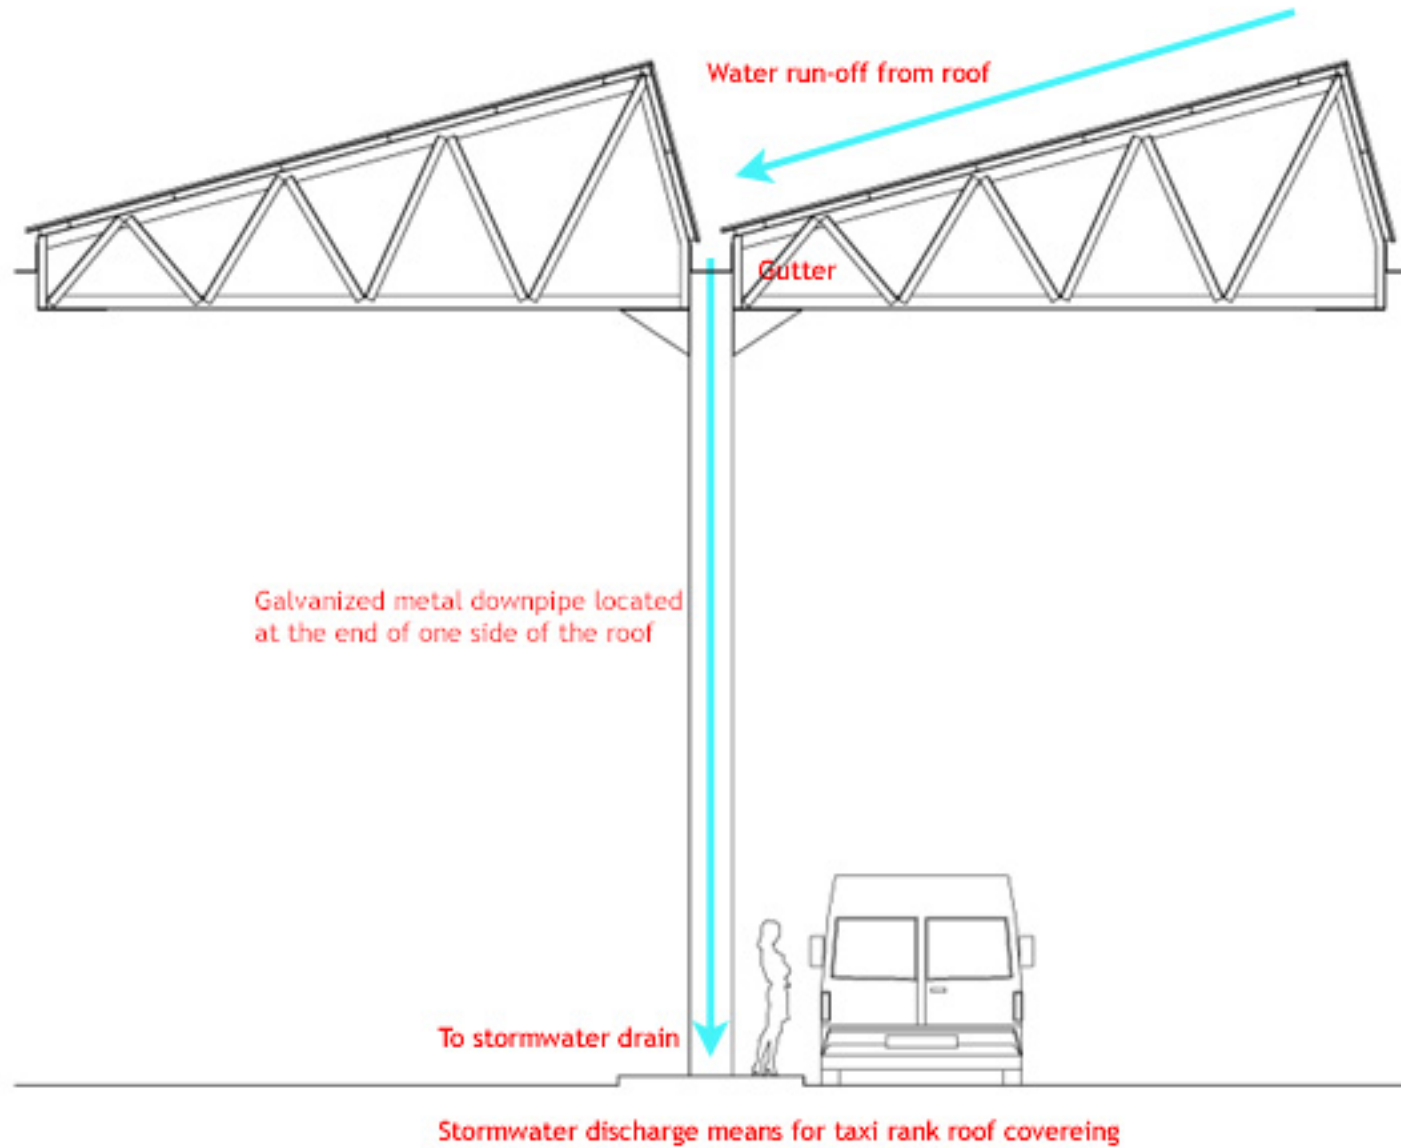 Water run-off from roof
Gutter
Galvanized metal downpipe located
at the end of one side of the roof
To stormwater drain
Stormwater discharge means for taxi rank roof covereing